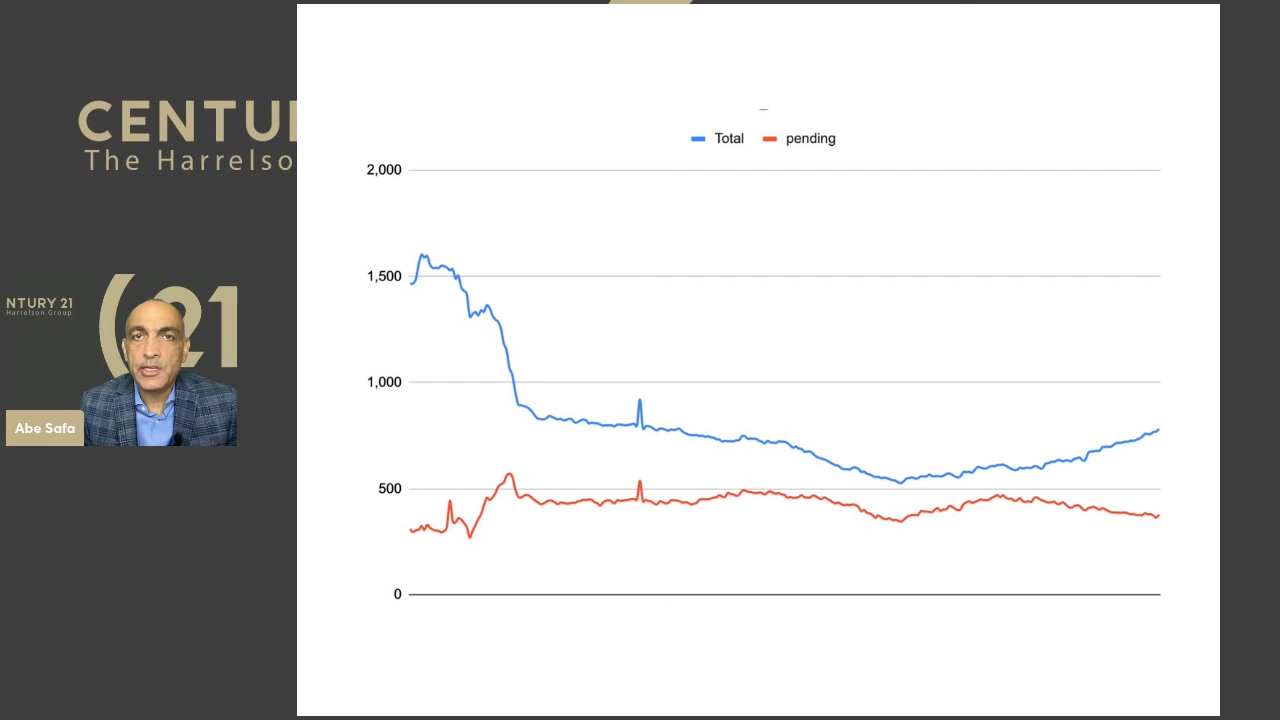 CENTU
The Harrelso
NTURY 21
Harrelson Group
21
Abe Safa
Total
pending
2,000
1,500
1,000
500
0